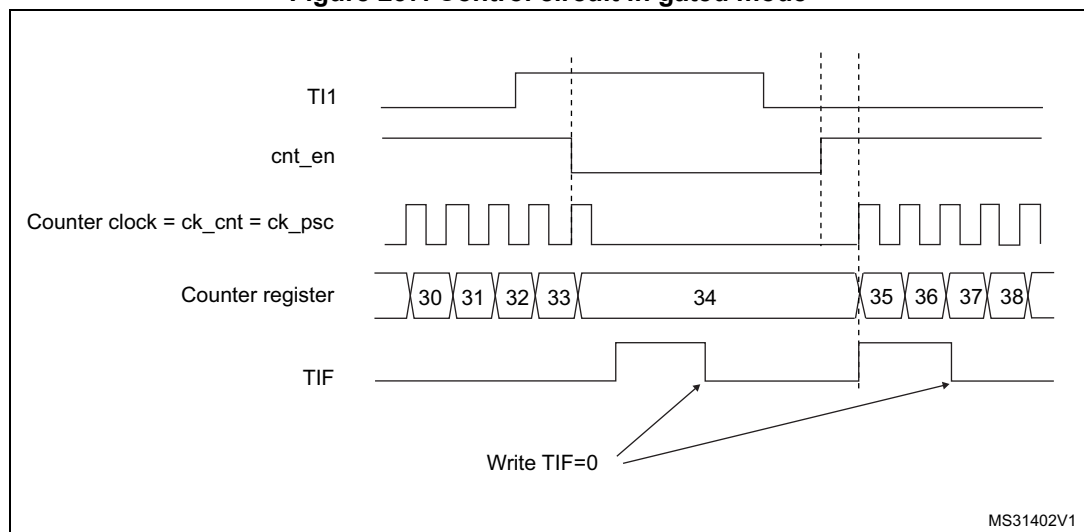 TI1
cnt_en
Counter clock = ck_cnt = ck_psc
Counter register
30 31 32 33 34 35 36 37 38
TIF
Write TIF=0
MS31402V1